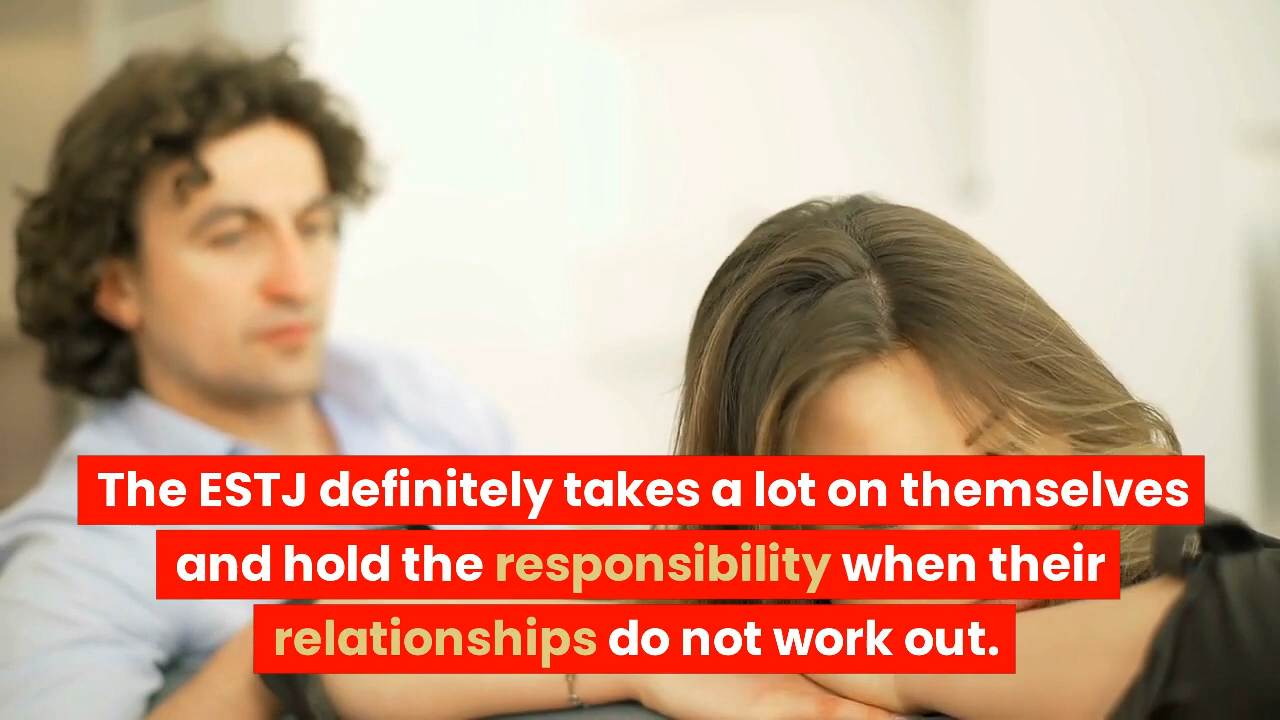 The ESTJ definitely takes a lot on themselves
and hold the responsibility when their
relationships do not work out.